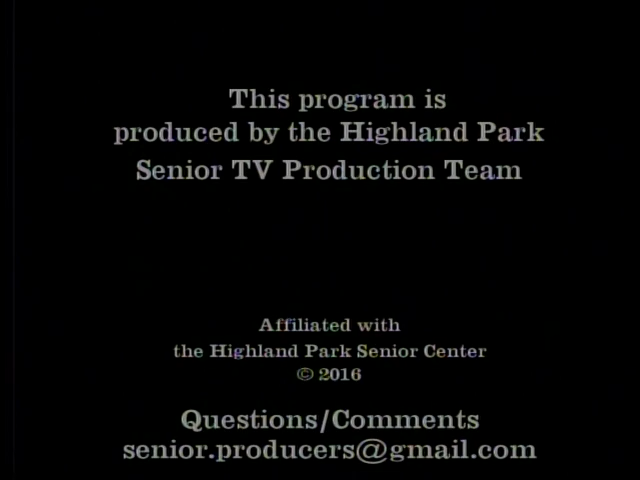 This program is
produced by the Highland Park
Senior TV Production Team
Affiliated with
the Highland Park Senior Center
© 2016
Questions/Comments
senior.producers@gmail.com